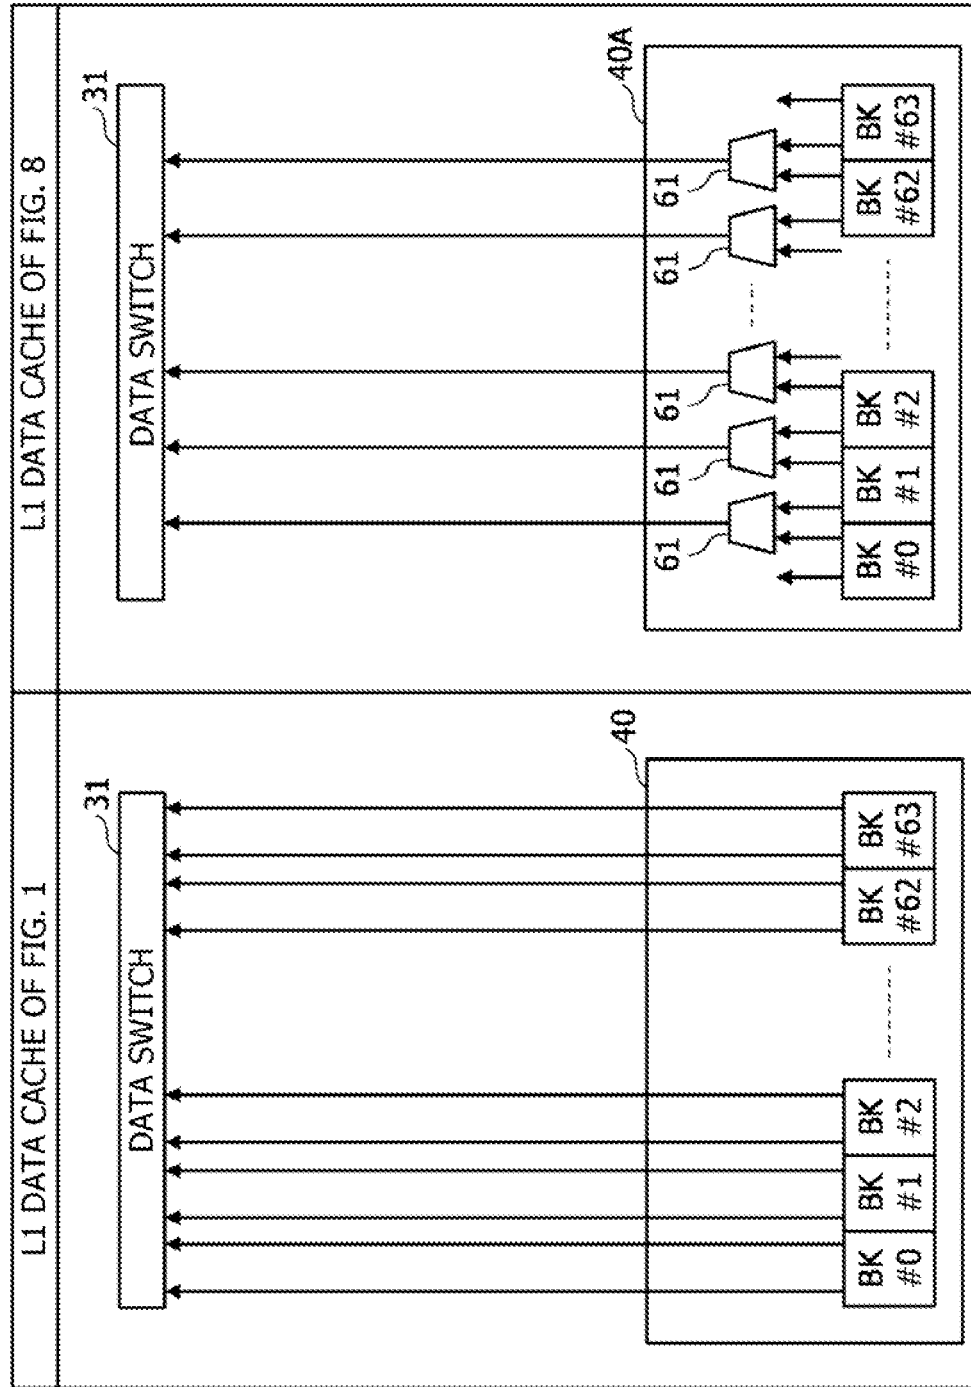 L1 DATA CACHE OF FIG. 1
31
DATA SWITCH
40
BK #0
BK #1
BK #2
BK #62
BK #63
L1 DATA CACHE OF FIG. 8
31
DATA SWITCH
40A
61
61
61
61
61
BK #0
BK #1
BK #2
BK #62
BK #63